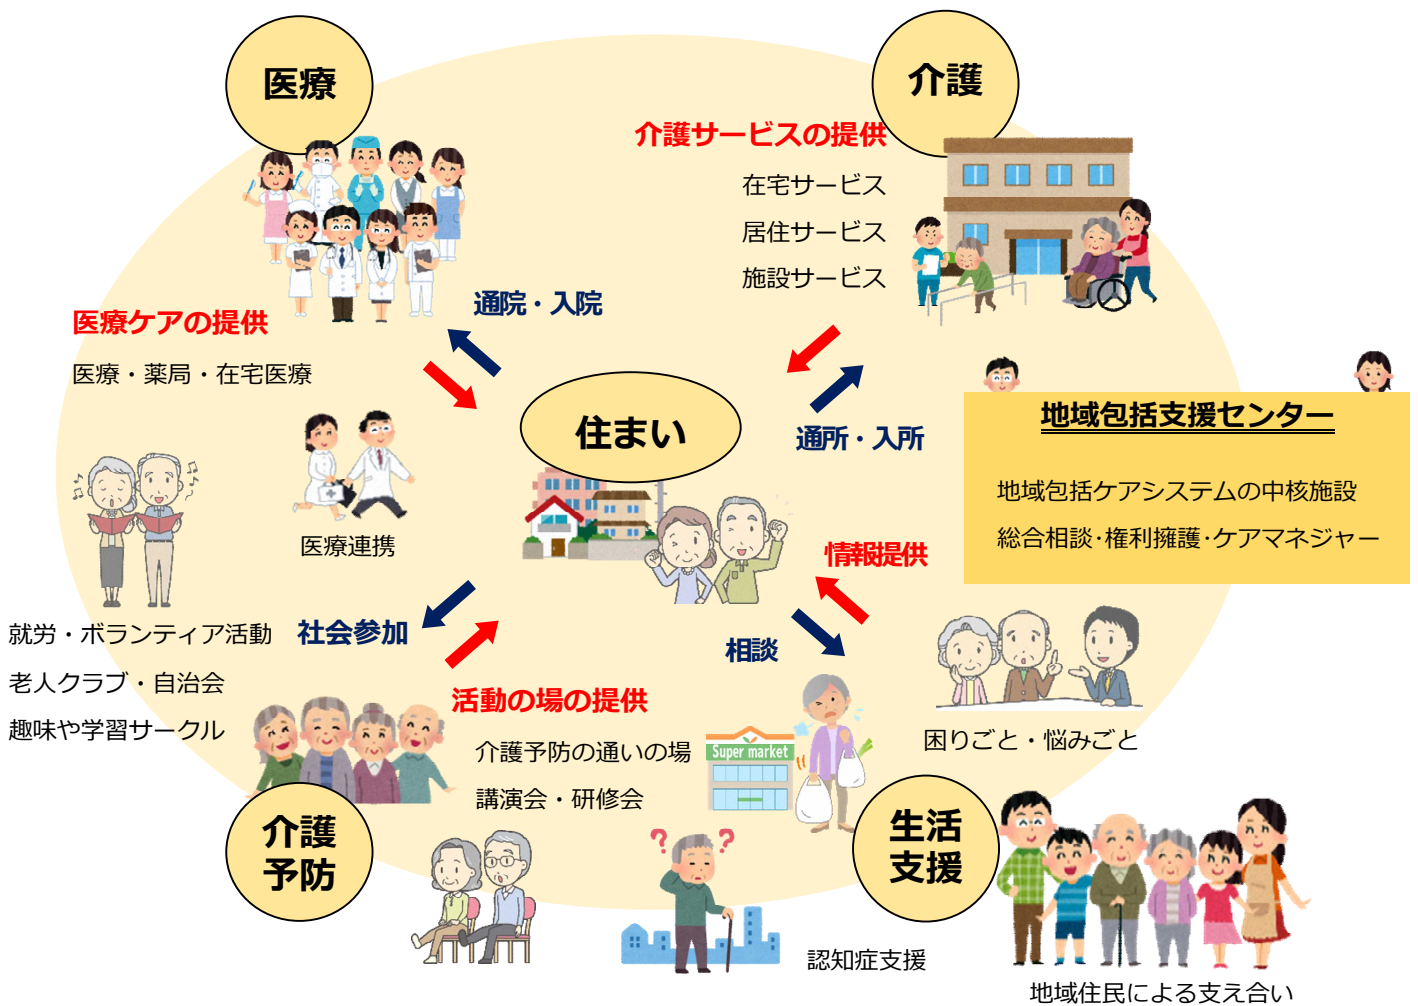 医療
介護
介護サービスの提供
在宅サービス
居住サービス
施設サービス
通院・入院
医療ケアの提供
医療・薬局・在宅医療
住まい
通所・入所
地域包括支援センター
地域包括ケアシステムの中核施設
総合相談・権利擁護・ケアマネジャー
医療連携
情報提供
社会参加
就労・ボランティア活動
老人クラブ・自治会
趣味や学習サークル
相談
活動の場の提供
介護予防の通いの場
講演会・研修会
Super market
困りごと・悩みごと
介護
予防
生活
支援
? ?
認知症支援
地域住民による支え合い